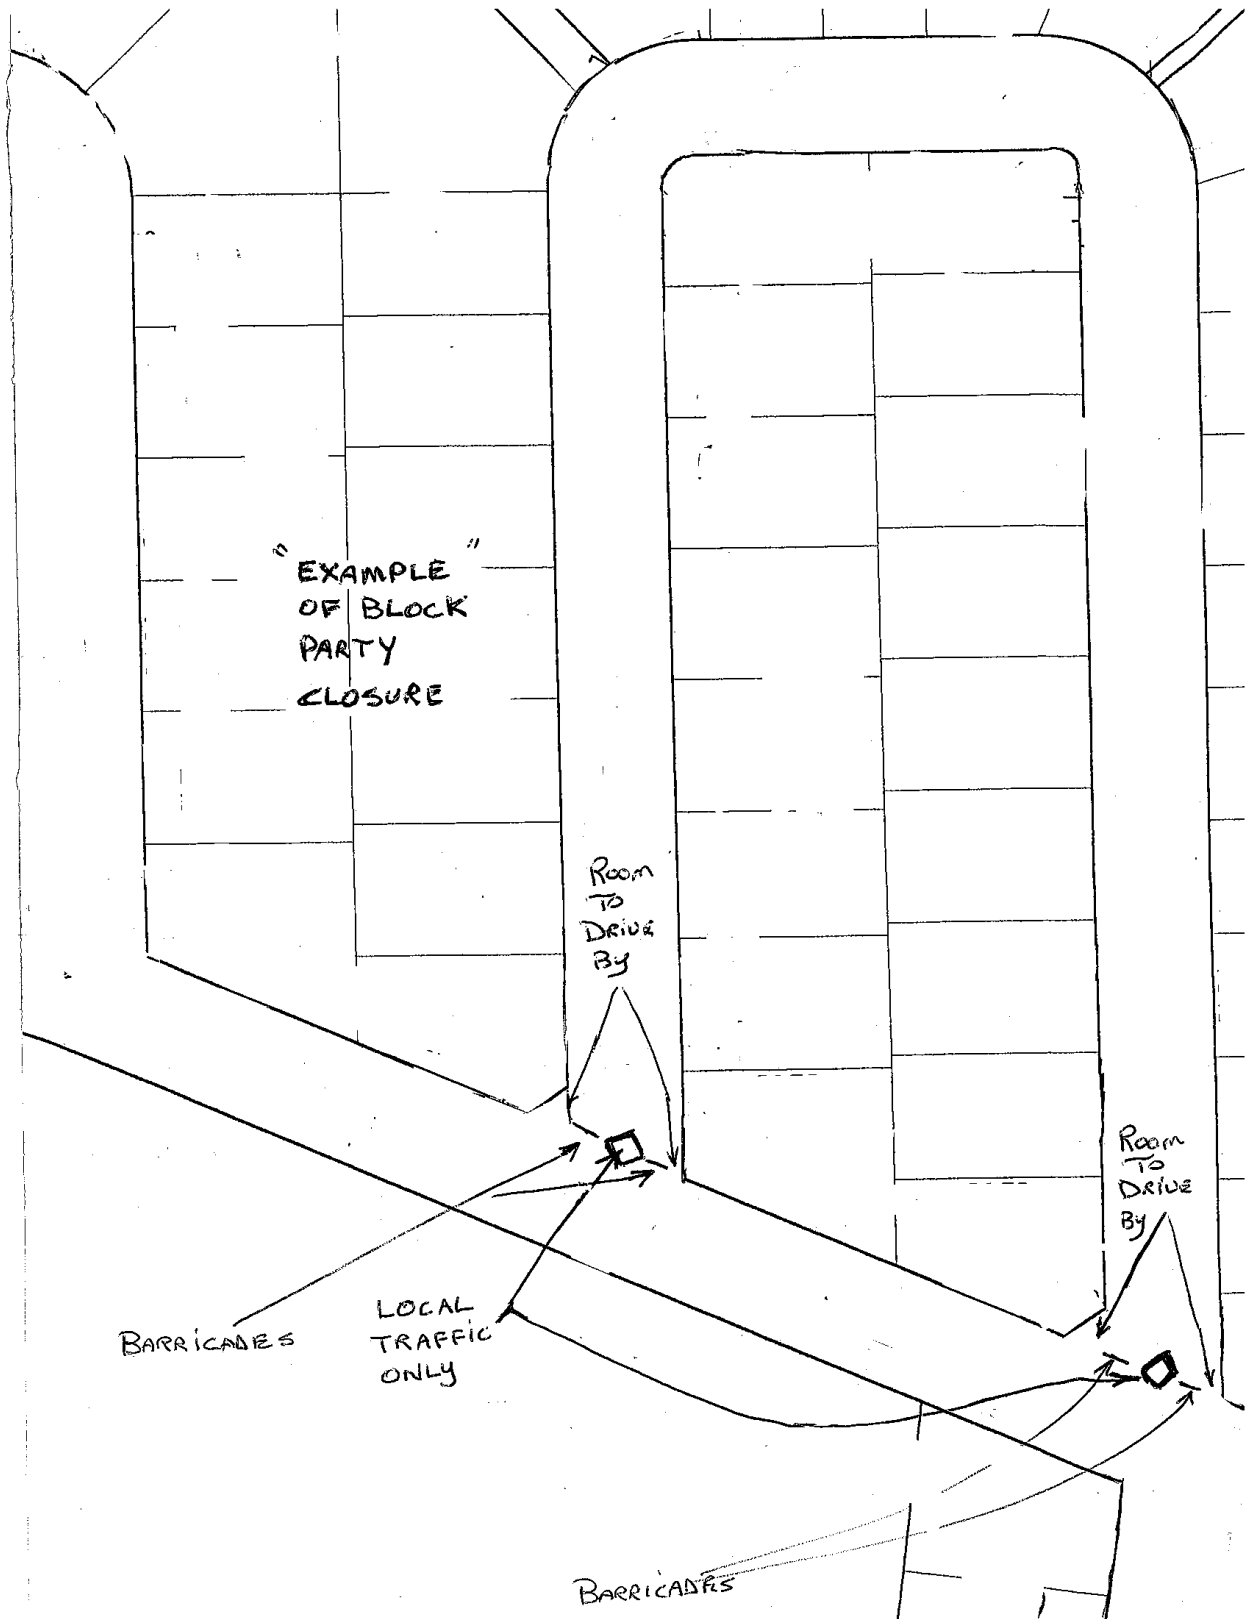 "EXAMPLE"
OF BLOCK
PARTY
CLOSURE
Room
To
DRIVE
By
Room
To
DRIVE
By
BARRICADES
LOCAL
TRAFFIC
ONLY
BARRICADES